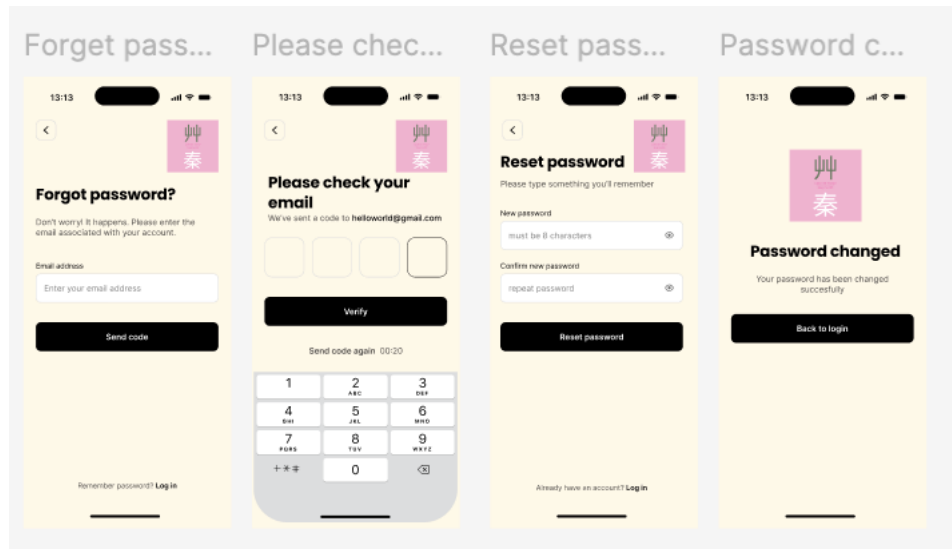 Forget pass...
13:13
艸
秦
Forgot password?
Don't worry! It happens. Please enter the
email associated with your account.
Email address
Enter your email address
Send code
Remember password? Log in
Please chec...
13:13
艸
秦
Please check your
email
We've sent a code to helloworld@gmail.com
Verify
Send code again 00:20
1
2
ABC
3
DEF
4
GHI
5
JKL
6
MNO
7
PQRS
8
TUV
9
WXYZ
+*#
0
Reset pass...
13:13
艸
秦
Reset password
Please type something you'll remember
New password
must be 8 characters
Confirm new password
repeat password
Reset password
Already have an account? Log in
Password c...
13:13
艸
秦
Password changed
Your password has been changed
succesfully
Back to login